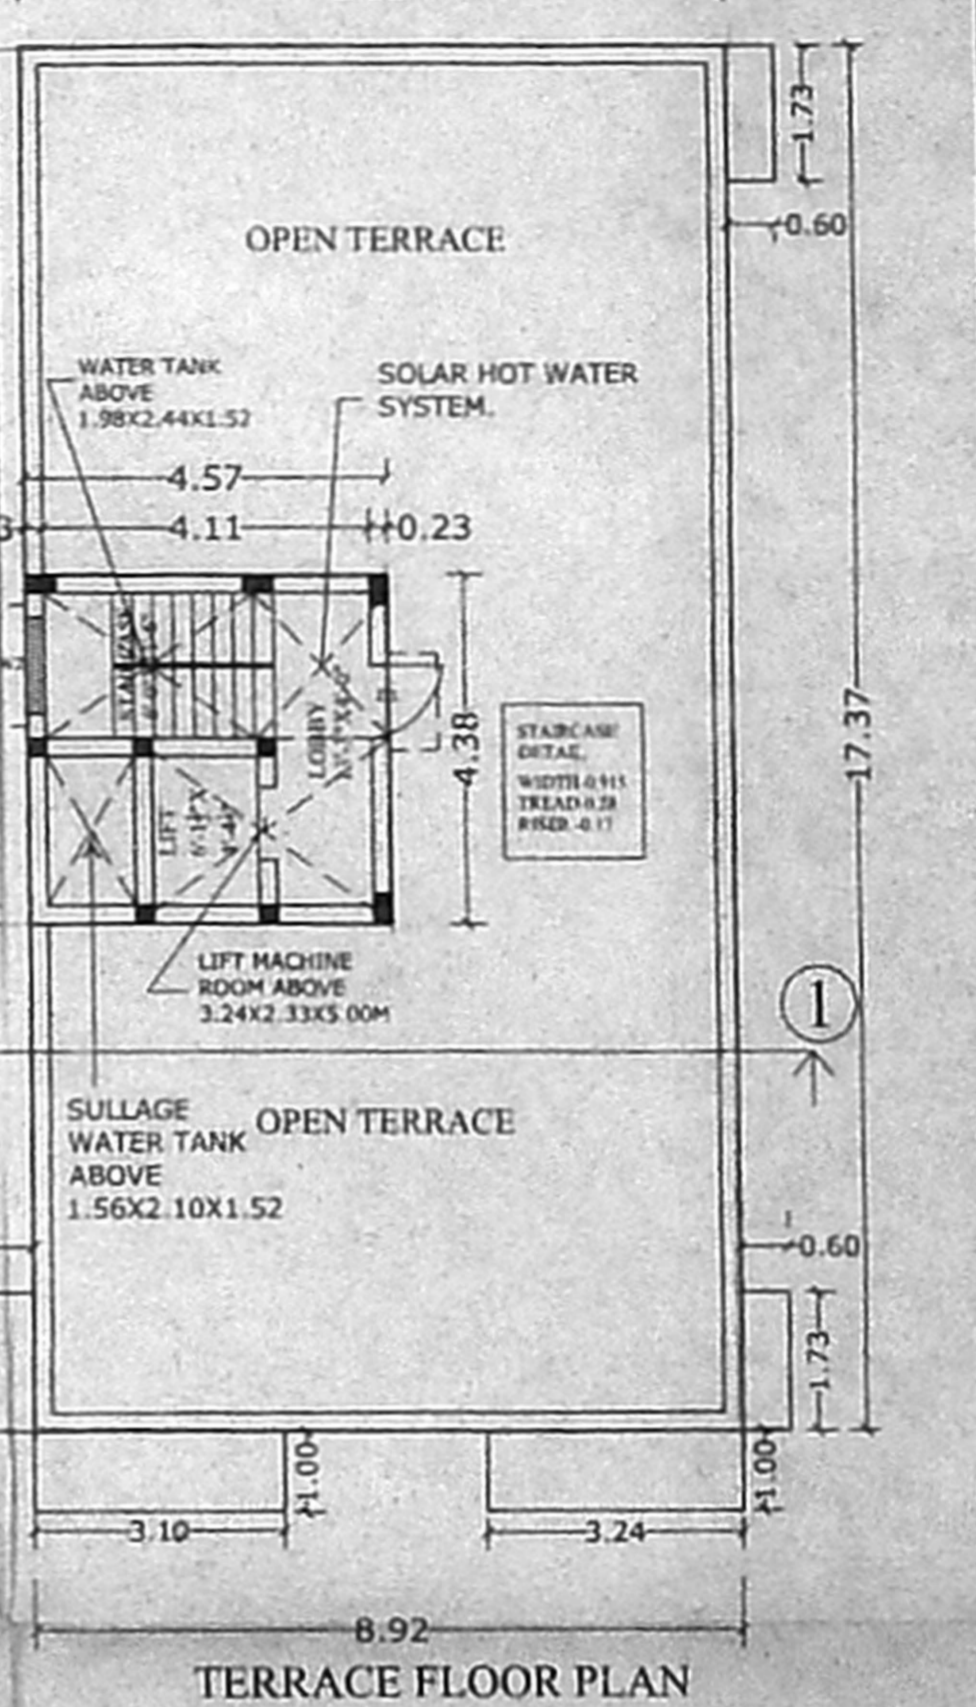 1.73
0.60
OPEN TERRACE
WATER TANK
ABOVE
1.98X2.44X1.52
SOLAR HOT WATER
SYSTEM.
4.57
4.11
0.23
LOBBY
4.38
17.37
STAIRCASE
DETAIL.
WIDTH-0.915
TREAD-0.28
RISER -0.17
LIFT
LIFT MACHINE
ROOM ABOVE
3.24X2.33X5.00M
1
SULLAGE
WATER TANK
ABOVE
1.56X2.10X1.52
OPEN TERRACE
0.60
1.73
1.00
1.00
3.10
3.24
8.92
TERRACE FLOOR PLAN